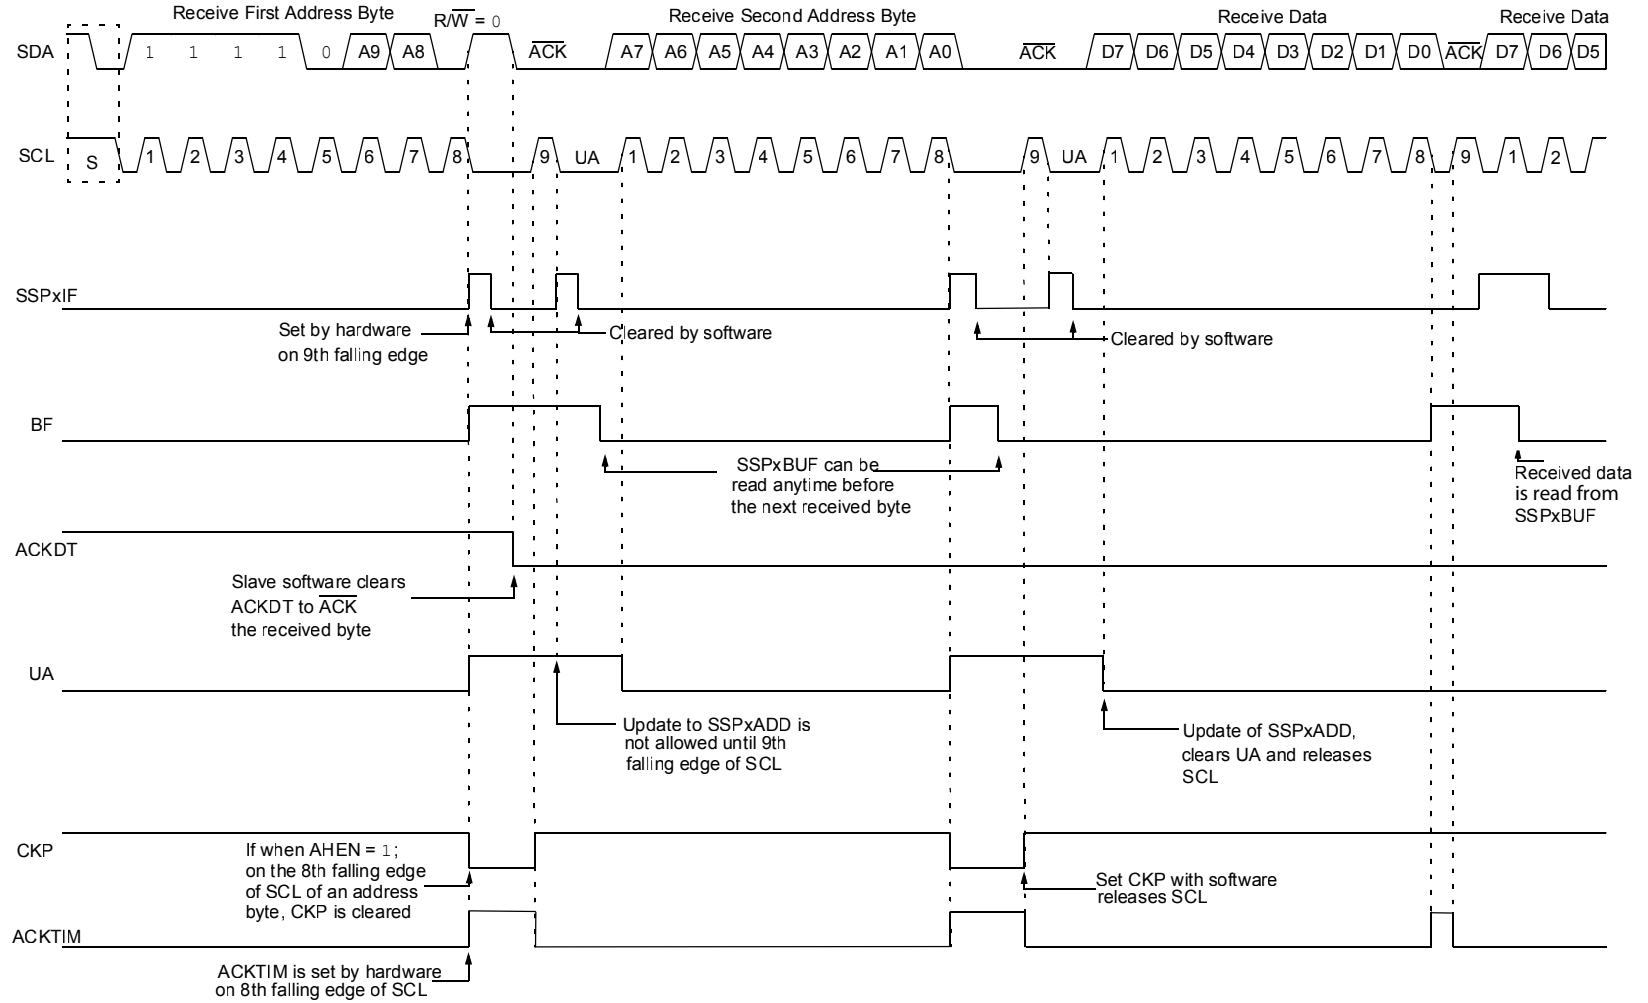 Receive First Address Byte
R/W = 0
Receive Second Address Byte
Receive Data
Receive Data
SDA
1 1 1 1 0 A9 A8
ACK
A7 A6 A5 A4 A3 A2 A1 A0
ACK
D7 D6 D5 D4 D3 D2 D1 D0
ACK
D7 D6 D5
SCL
S
1 2 3 4 5 6 7 8 9 UA 1 2 3 4 5 6 7 8 9 UA 1 2 3 4 5 6 7 8 9 1 2
SSPxIF
Set by hardware
on 9th falling edge
Cleared by software
Cleared by software
BF
SSPxBUF can be
read anytime before
the next received byte
Received data
is read from
SSPxBUF
ACKDT
Slave software clears
ACKDT to ACK
the received byte
UA
Update to SSPxADD is
not allowed until 9th
falling edge of SCL
Update of SSPxADD,
clears UA and releases
SCL
CKP
If when AHEN = 1;
on the 8th falling edge
of SCL of an address
byte, CKP is cleared
Set CKP with software
releases SCL
ACKTIM
ACKTIM is set by hardware
on 8th falling edge of SCL